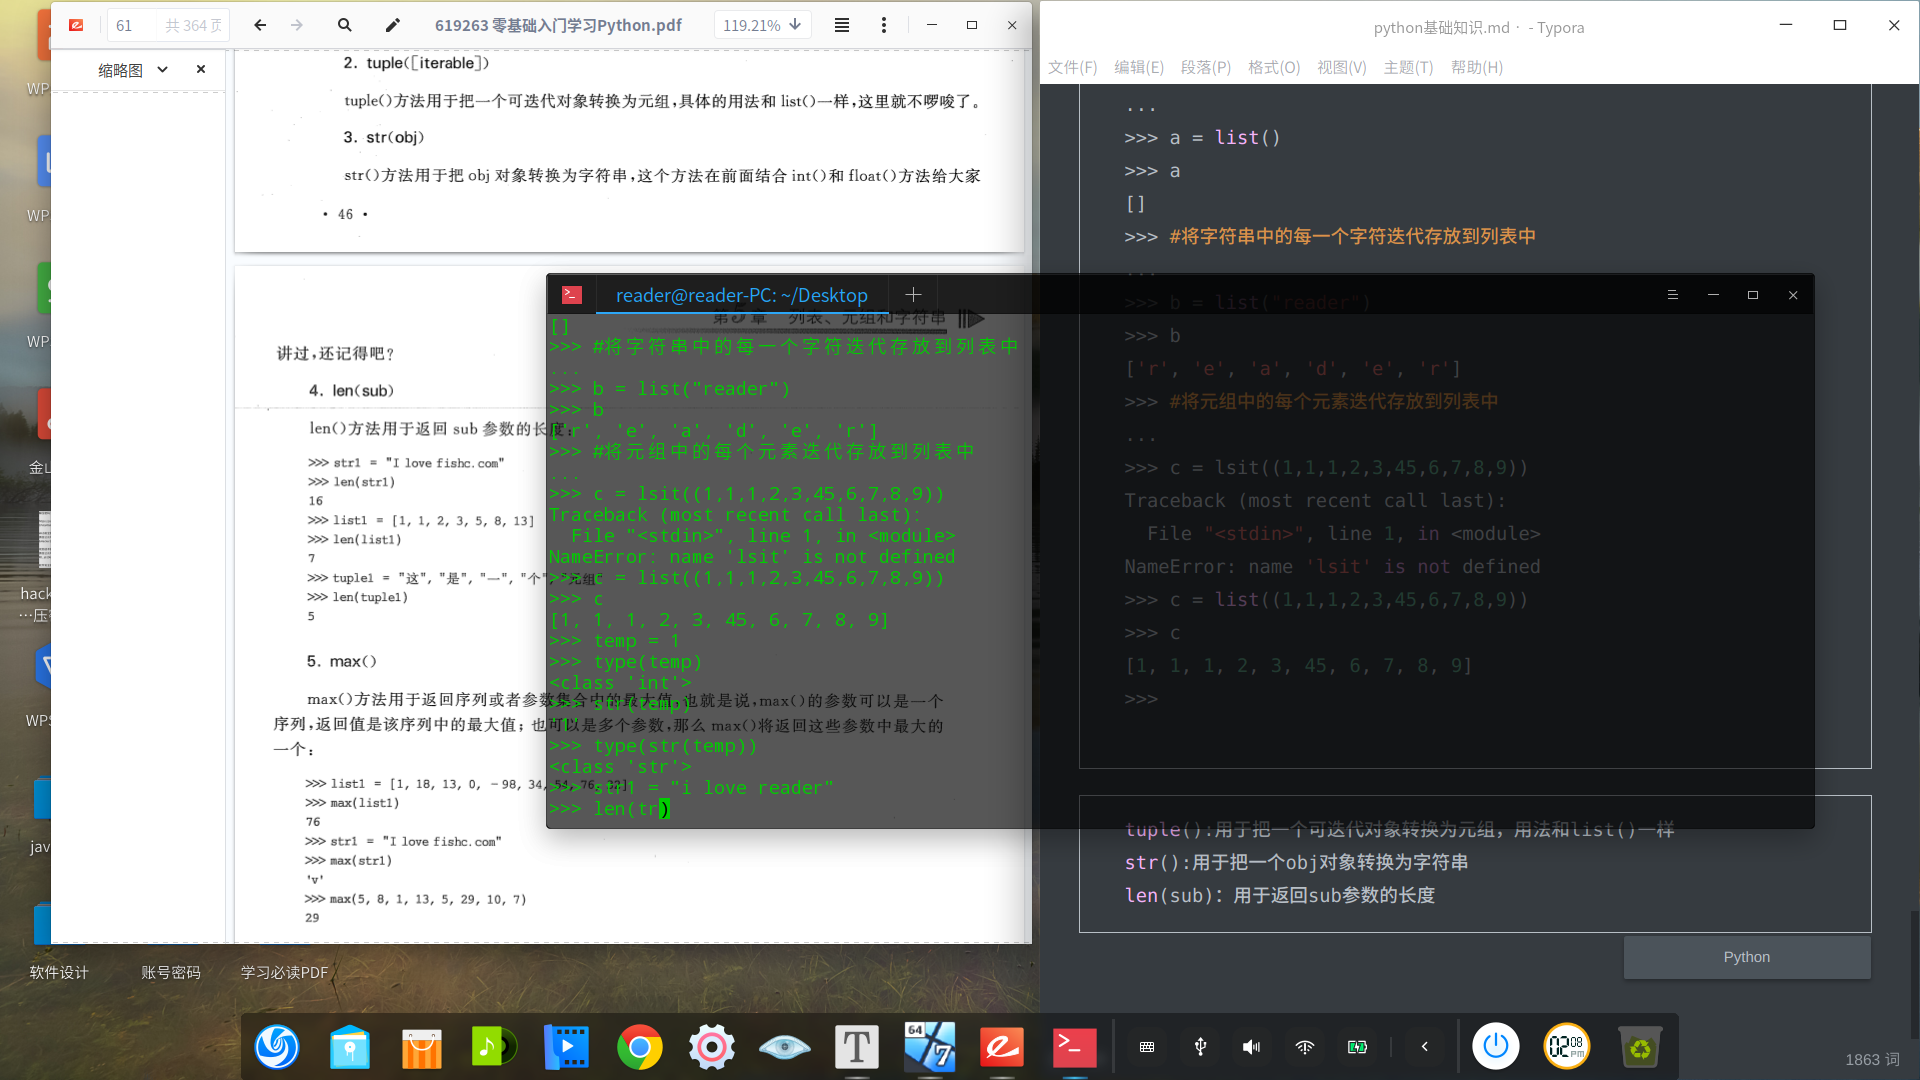 61
共 364 页
619263 零基础入门学习Python.pdf
119.21%
缩略图
2. tuple([iterable])
tuple()方法用于把一个可迭代对象转换为元组,具体的用法和 list()一样,这里就不啰唆了。
3. str(obj)
str()方法用于把 obj 对象转换为字符串,这个方法在前面结合 int()和 float()方法给大家
• 46 •
第5章 列表、元组和字符串
讲过,还记得吧?
4. len(sub)
len()方法用于返回 sub 参数的长度:
>>> str1 = "I love fishc.com"
>>> len(str1)
16
>>> list1 = [1, 1, 2, 3, 5, 8, 13]
>>> len(list1)
7
>>> tuple1 = "这", "是", "一", "个", "元组"
>>> len(tuple1)
5
5. max()
max()方法用于返回序列或者参数集合中的最大值,也就是说,max()的参数可以是一个
序列,返回值是该序列中的最大值; 也可以是多个参数,那么 max()将返回这些参数中最大的
一个:
>>> list1 = [1, 18, 13, 0, -98, 34, 54, 76, 32]
>>> max(list1)
76
>>> str1 = "I love fishc.com"
>>> max(str1)
'v'
>>> max(5, 8, 1, 13, 5, 29, 10, 7)
29
reader@reader-PC: ~/Desktop
[]
>>> #将字符串中的每一个字符迭代存放到列表中
...
>>> b = list("reader")
>>> b
['r', 'e', 'a', 'd', 'e', 'r']
>>> #将元组中的每个元素迭代存放到列表中
...
>>> c = lsit((1,1,1,2,3,45,6,7,8,9))
Traceback (most recent call last):
File "<stdin>", line 1, in <module>
NameError: name 'lsit' is not defined
>>> c = list((1,1,1,2,3,45,6,7,8,9))
>>> c
[1, 1, 1, 2, 3, 45, 6, 7, 8, 9]
>>> temp = 1
>>> type(temp)
<class 'int'>
>>> str(temp)
'1'
>>> type(str(temp))
<class 'str'>
>>> str1 = "i love reader"
>>> len(tr)
python基础知识.md · - Typora
文件(F) 编辑(E) 段落(P) 格式(O) 视图(V) 主题(T) 帮助(H)
...
>>> a = list()
>>> a
[]
>>> #将字符串中的每一个字符迭代存放到列表中
...
>>> b = list("reader")
>>> b
['r', 'e', 'a', 'd', 'e', 'r']
>>> #将元组中的每个元素迭代存放到列表中
...
>>> c = lsit((1,1,1,2,3,45,6,7,8,9))
Traceback (most recent call last):
File "<stdin>", line 1, in <module>
NameError: name 'lsit' is not defined
>>> c = list((1,1,1,2,3,45,6,7,8,9))
>>> c
[1, 1, 1, 2, 3, 45, 6, 7, 8, 9]
>>>
tuple():用于把一个可迭代对象转换为元组，用法和list()一样
str():用于把一个obj对象转换为字符串
len(sub): 用于返回sub参数的长度
Python
1863 词
WP
WP
WP
金山
hack
…压
WPS
jav
软件设计
账号密码
学习必读PDF
T
64
7
02 08
PM